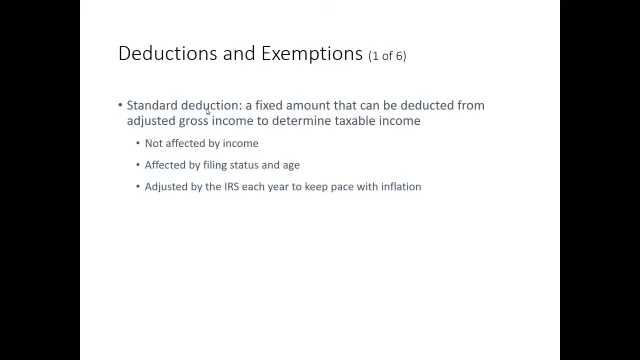 Deductions and Exemptions (1 of 6)
• Standard deduction: a fixed amount that can be deducted from
adjusted gross income to determine taxable income
• Not affected by income
• Affected by filing status and age
• Adjusted by the IRS each year to keep pace with inflation